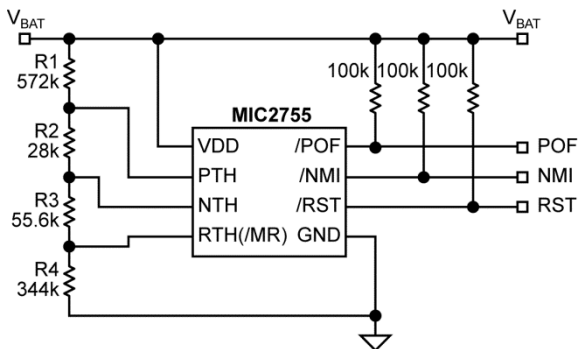 VBAT
VBAT
R1
572k
100k
100k
100k
MIC2755
R2
28k
VDD
/POF
POF
PTH
/NMI
NMI
R3
55.6k
NTH
/RST
RST
RTH(/MR)
GND
R4
344k